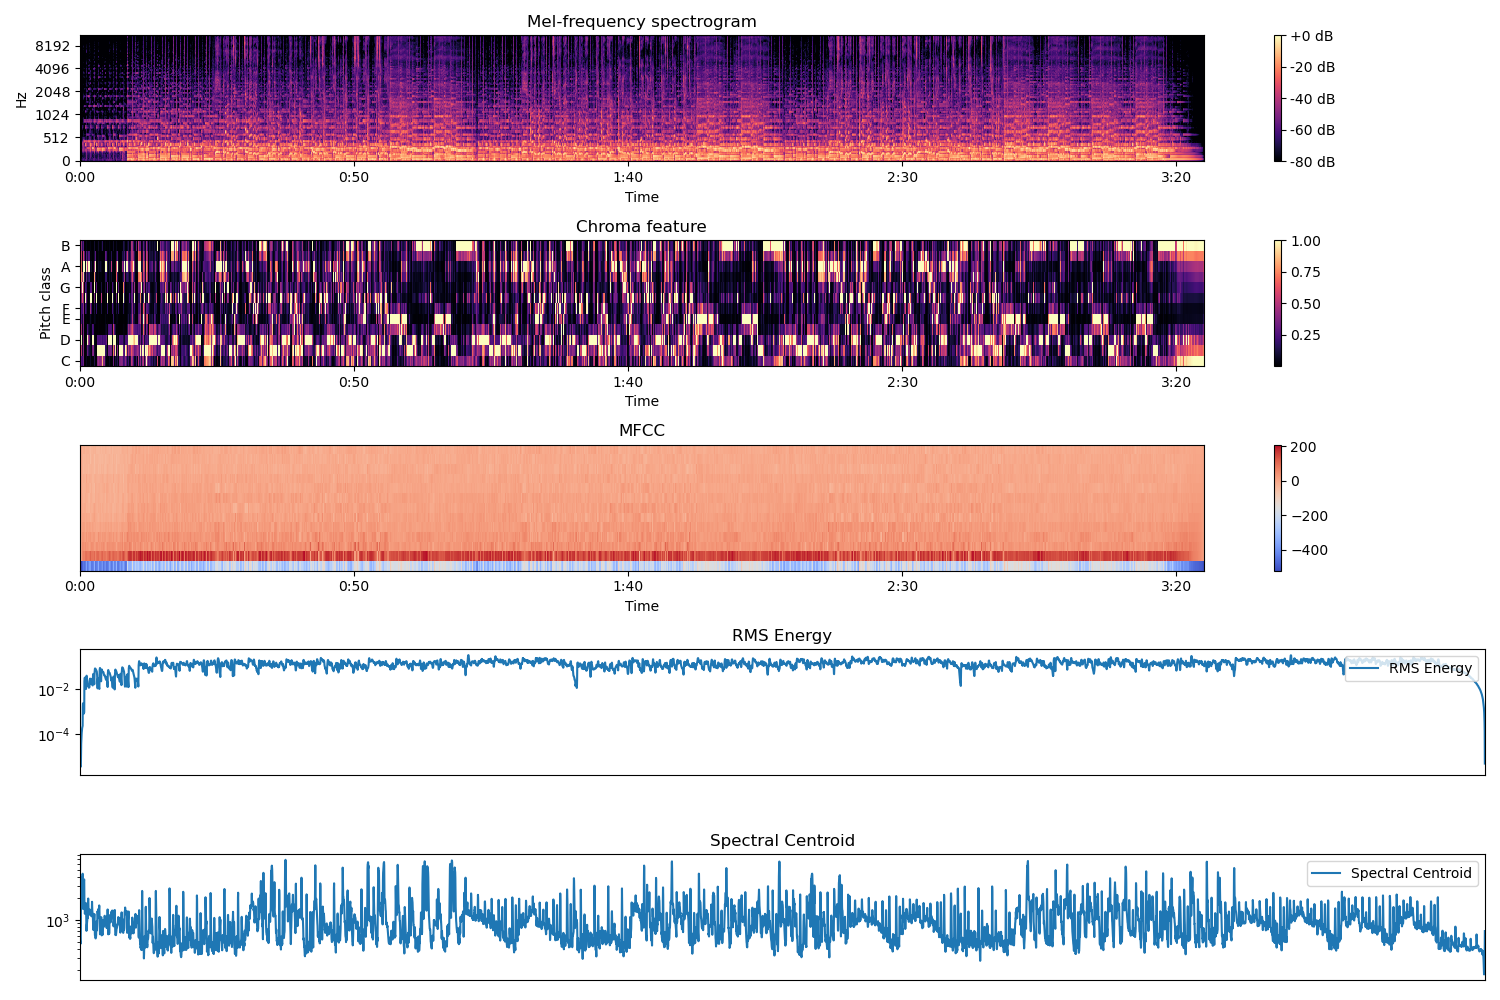 Mel-frequency spectrogram
Hz
8192
4096
2048
1024
512
0
0:00 0:50 1:40 2:30 3:20
Time
+0 dB
-20 dB
-40 dB
-60 dB
-80 dB
Chroma feature
Pitch class
B
A
G
F
E
D
C
0:00 0:50 1:40 2:30 3:20
Time
1.00
0.75
0.50
0.25
MFCC
0:00 0:50 1:40 2:30 3:20
Time
200
0
−200
−400
RMS Energy
10⁻²
10⁻⁴
RMS Energy
Spectral Centroid
10³
Spectral Centroid